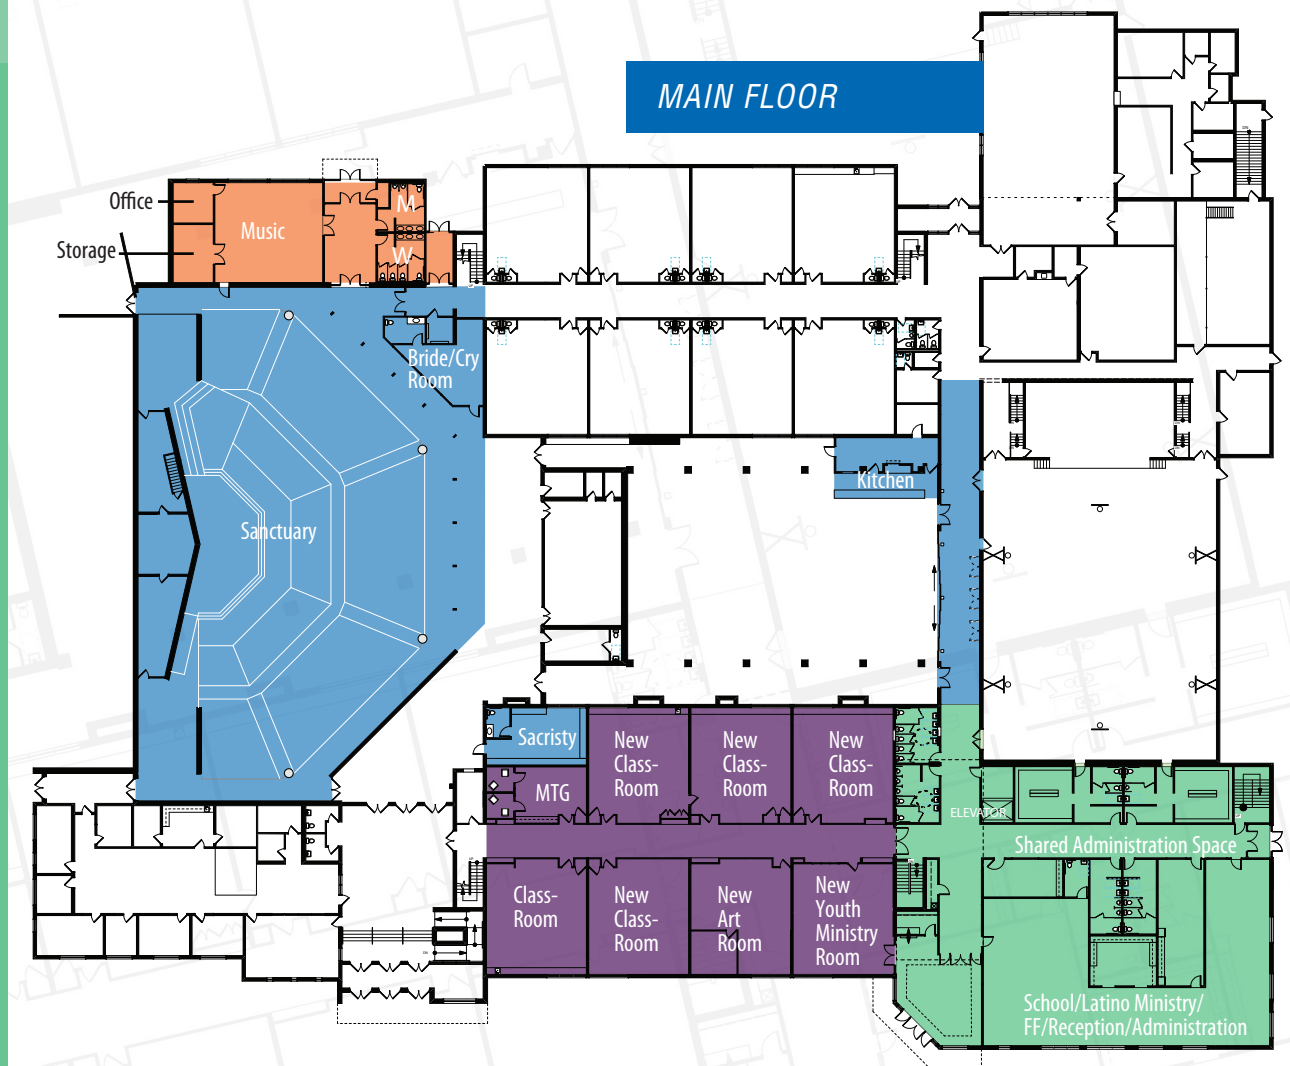 MAIN FLOOR
Office
M
Music
Storage
W
Bride/Cry
Room
Kitchen
Sanctuary
Sacristy
New
Class-
Room
New
Class-
Room
New
Class-
Room
MTG
ELEVATOR
Shared Administration Space
Class-
Room
New
Class-
Room
New
Art
Room
New
Youth
Ministry
Room
School/Latino Ministry/
FF/Reception/Administration